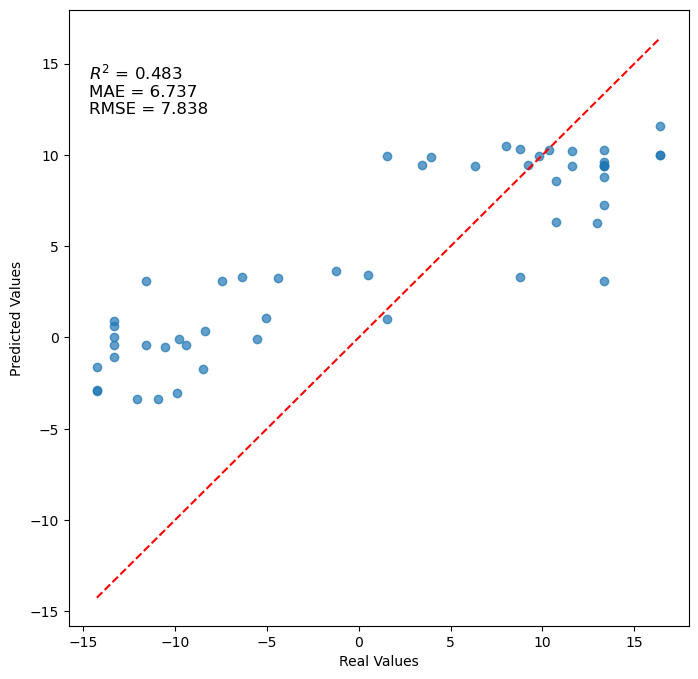 R² = 0.483
MAE = 6.737
RMSE = 7.838
15
10
5
0
−5
−10
−15
Predicted Values
−15 −10 −5 0 5 10 15
Real Values